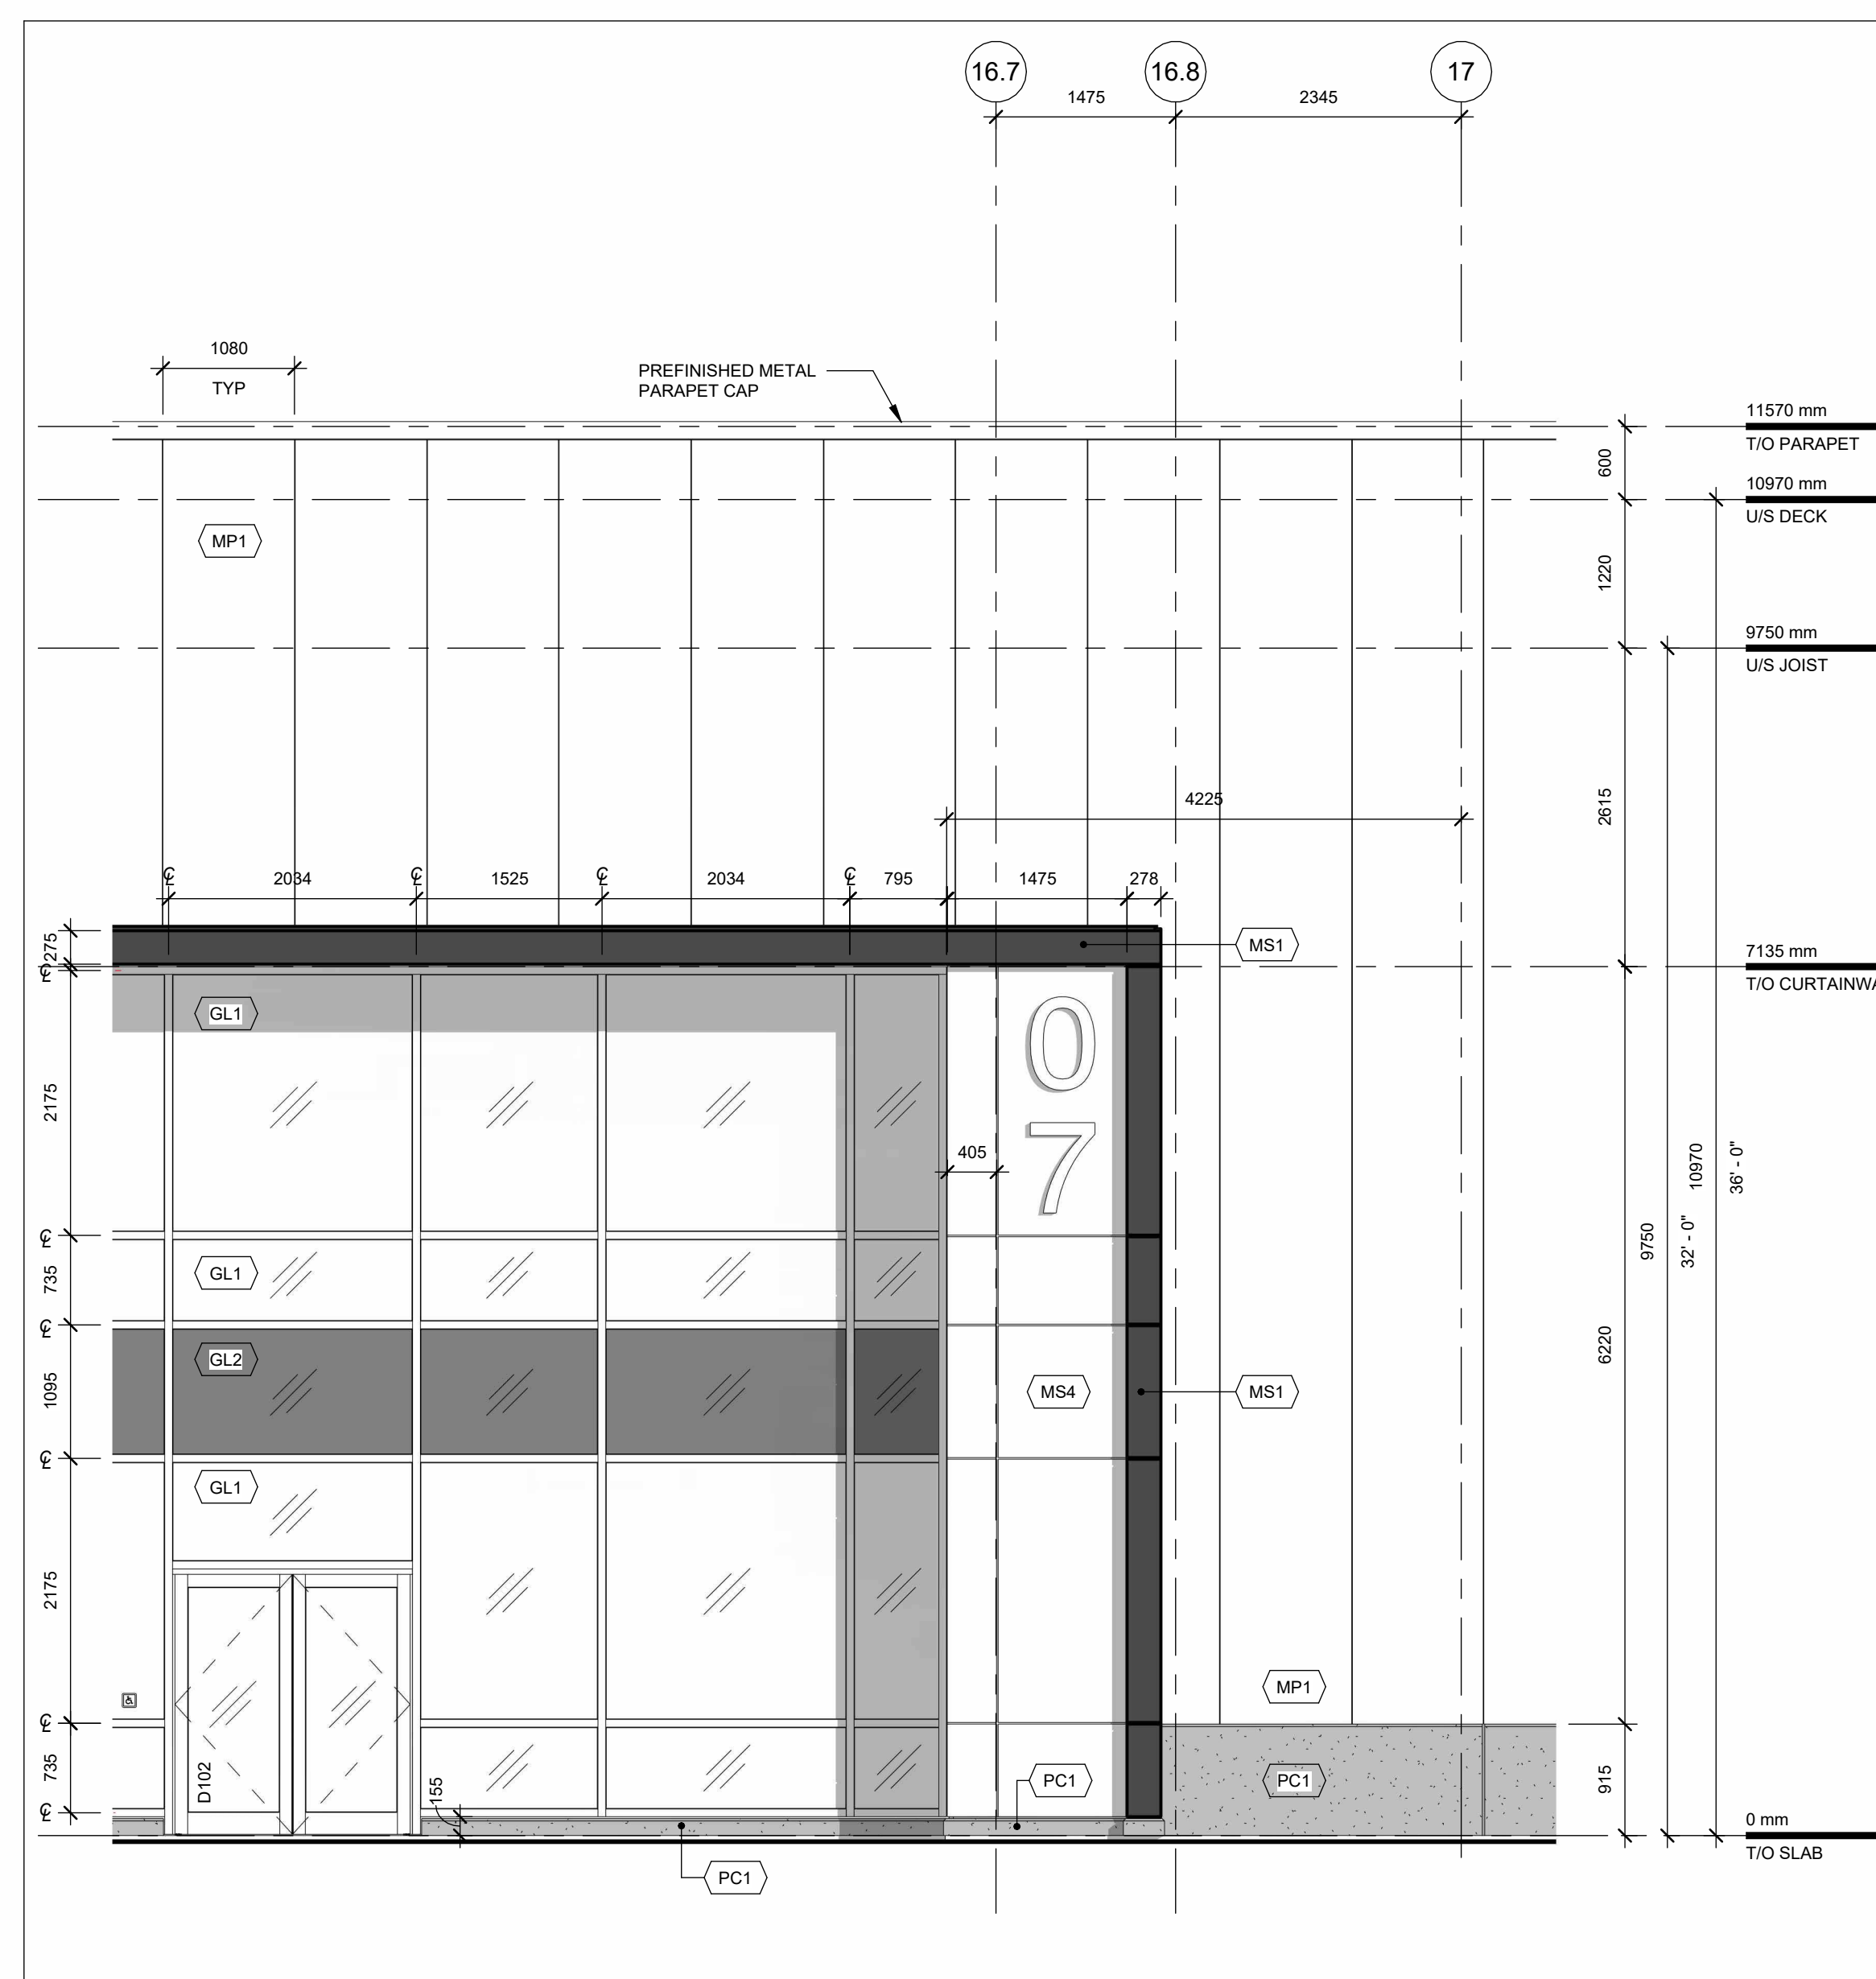 16.7
16.8
17
1475
2345
1080
TYP
PREFINISHED METAL
PARAPET CAP
11570 mm
T/O PARAPET
600
10970 mm
U/S DECK
MP1
1220
9750 mm
U/S JOIST
2615
4225
℄
2034
℄
1525
℄
2034
℄
795
1475
278
275
MS1
℄
7135 mm
T/O CURTAINWA
GL1
0
7
2175
405
10970
36' - 0"
9750
32' - 0"
℄
GL1
735
℄
GL2
1095
6220
MS4
MS1
℄
GL1
2175
MP1
℄
D102
735
155
PC1
PC1
915
℄
0 mm
T/O SLAB
PC1